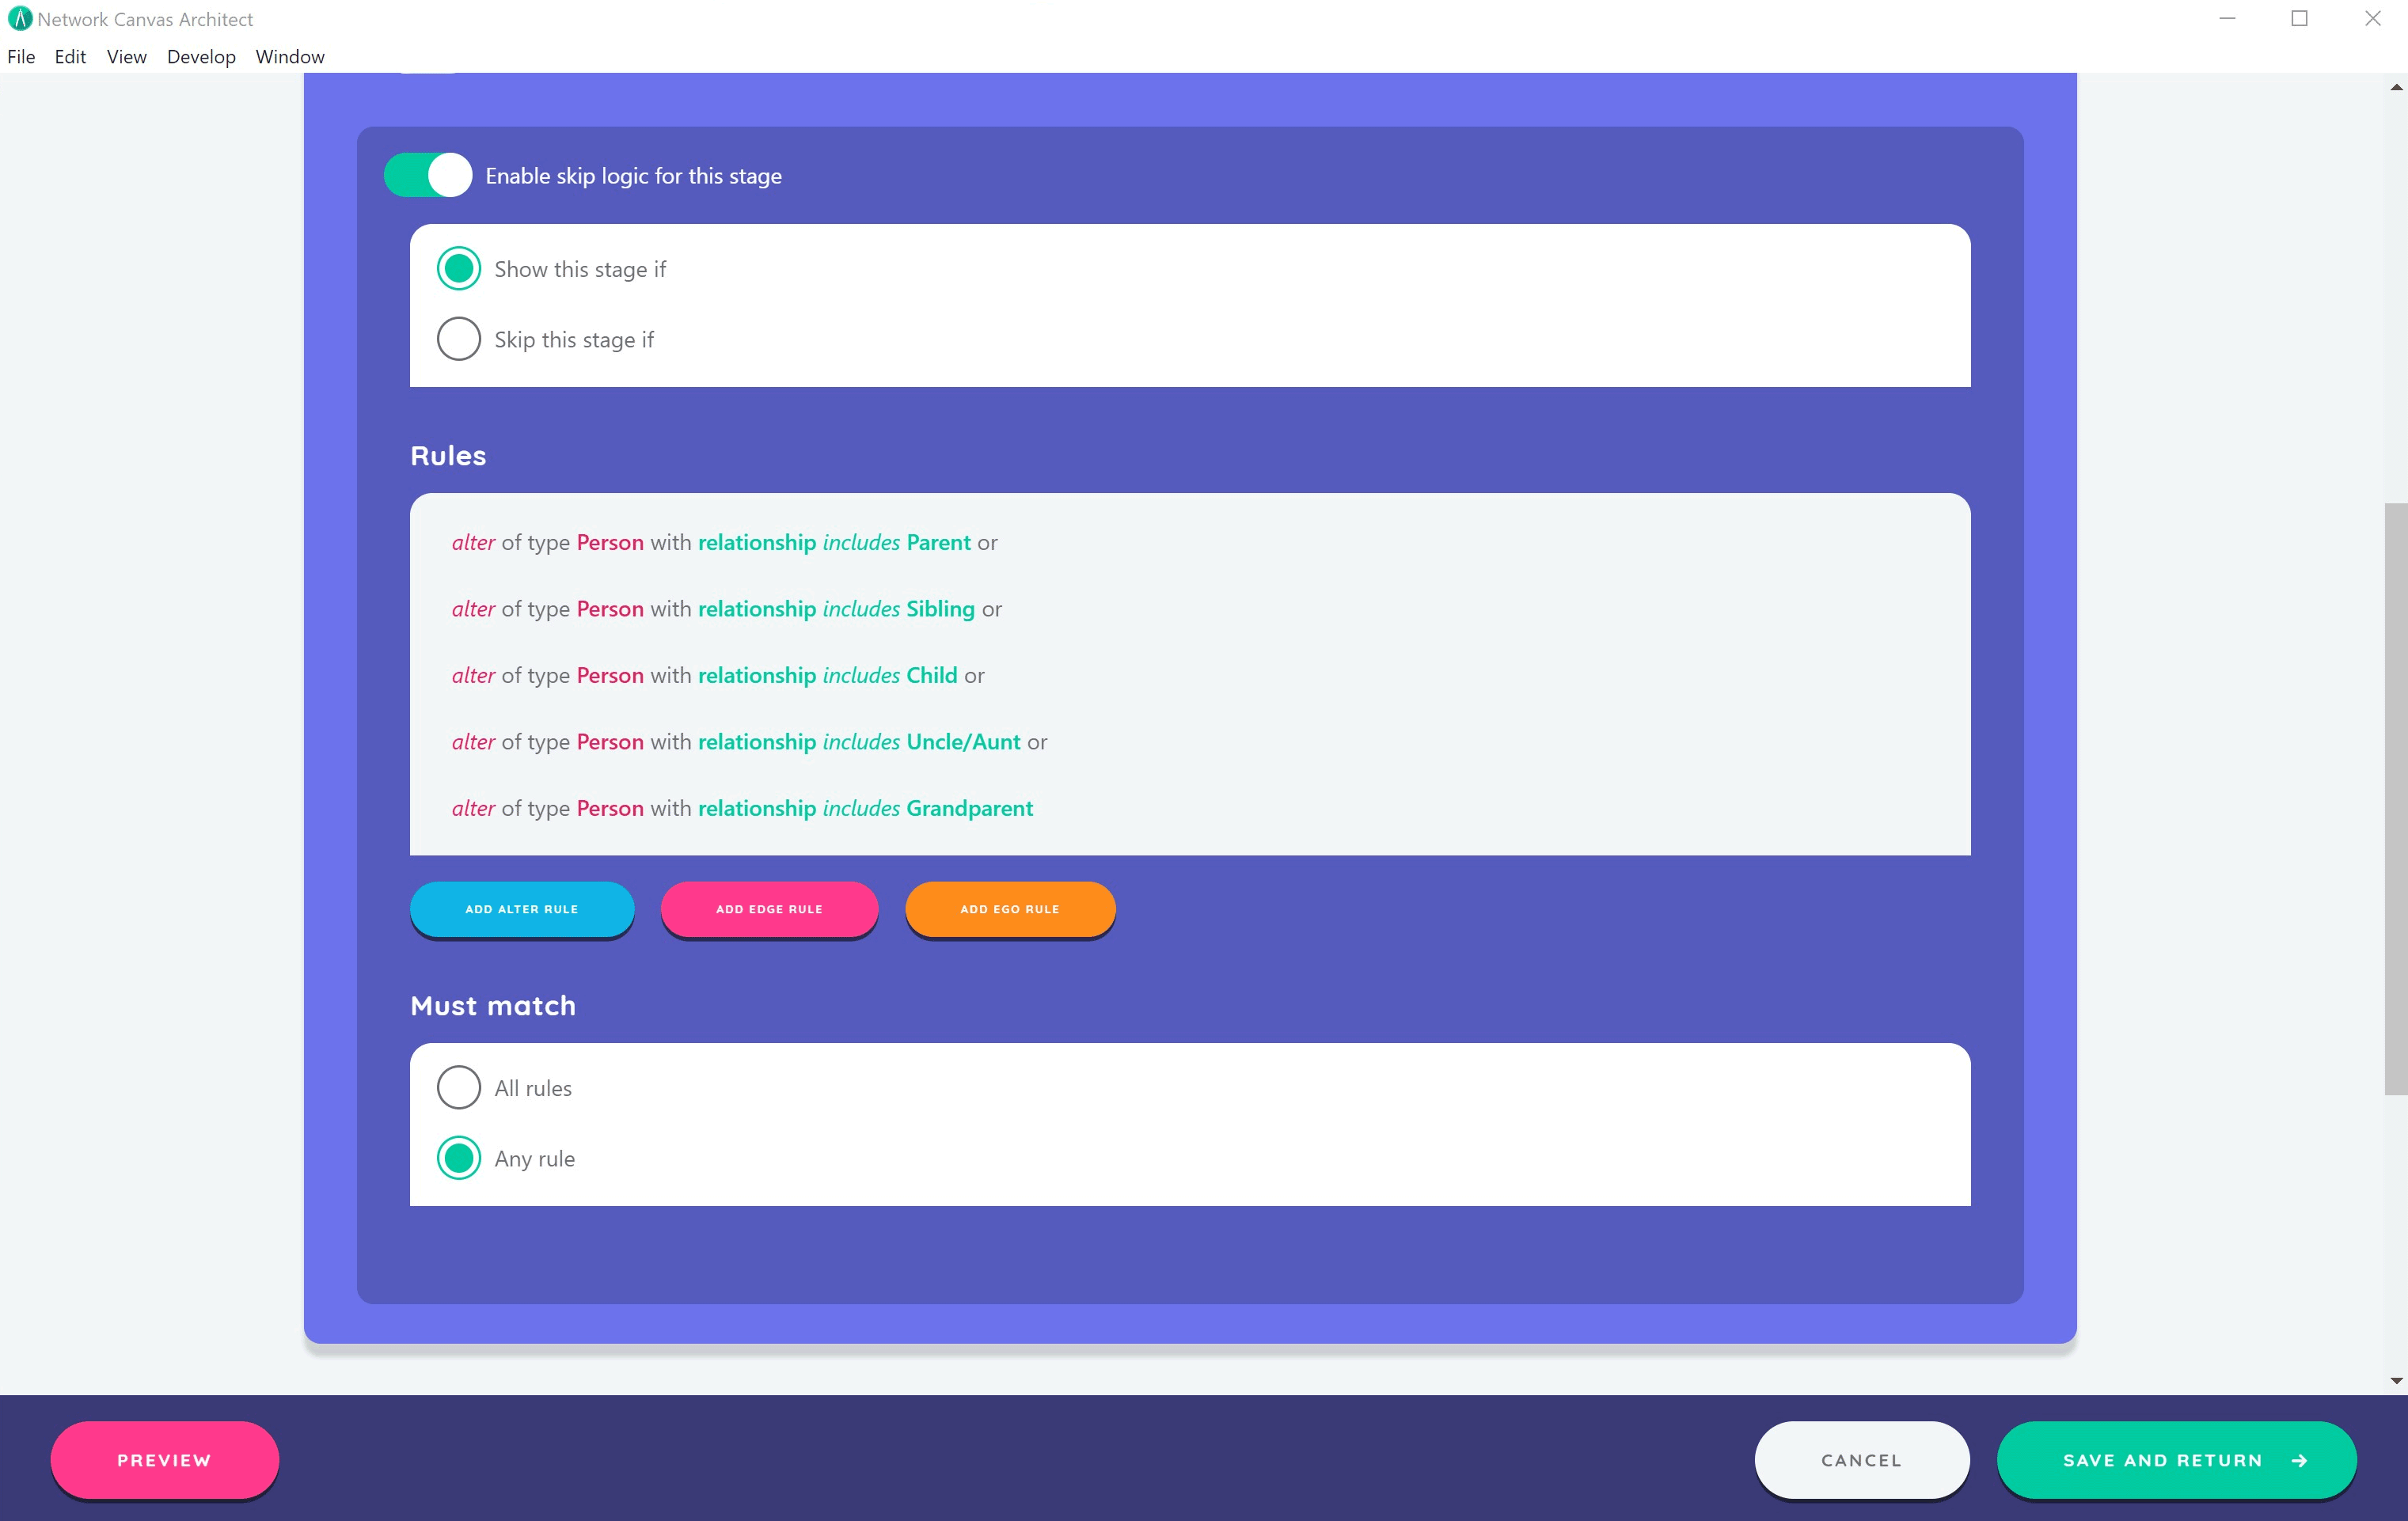 Network Canvas Architect
File Edit View Develop Window
Enable skip logic for this stage
Show this stage if
Skip this stage if
Rules
alter of type Person with relationship includes Parent or
alter of type Person with relationship includes Sibling or
alter of type Person with relationship includes Child or
alter of type Person with relationship includes Uncle/Aunt or
alter of type Person with relationship includes Grandparent
ADD ALTER RULE ADD EDGE RULE ADD EGO RULE
Must match
All rules
Any rule
PREVIEW CANCEL SAVE AND RETURN